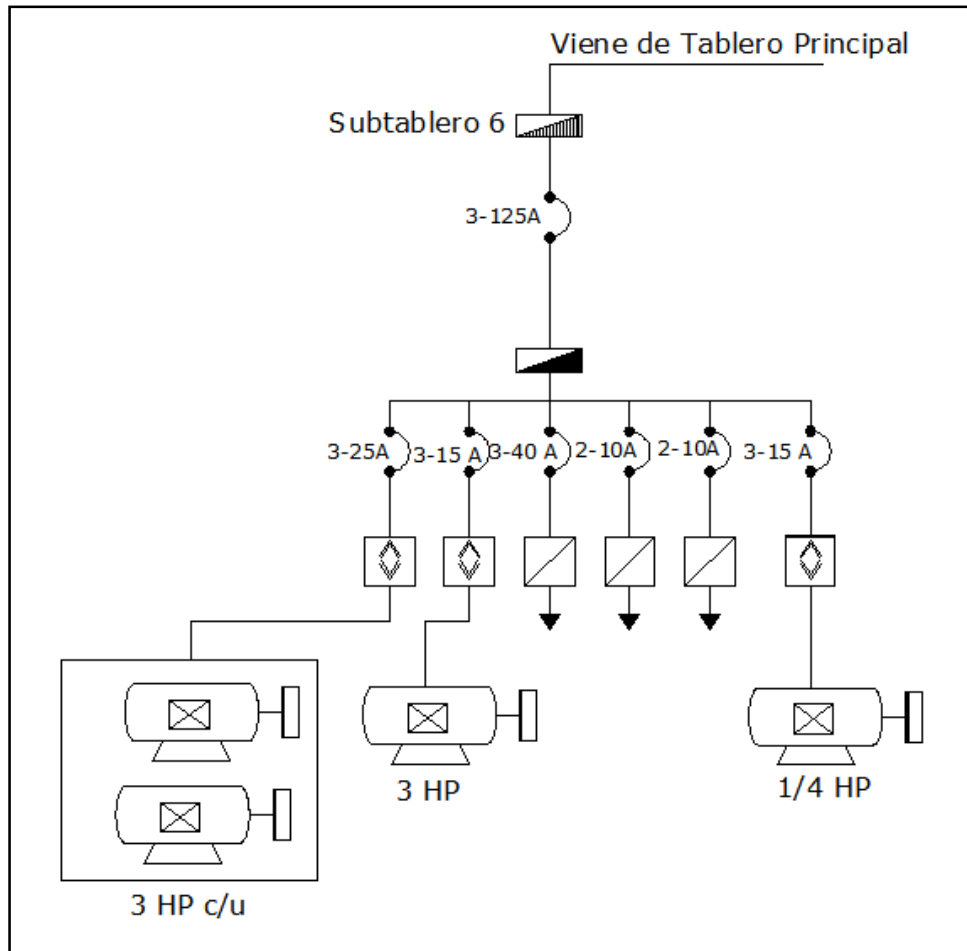 Viene de Tablero Principal
Subtablero 6
3-125A
3-25A
3-15 A
3-40 A
2-10A
2-10A
3-15 A
3 HP
1/4 HP
3 HP c/u